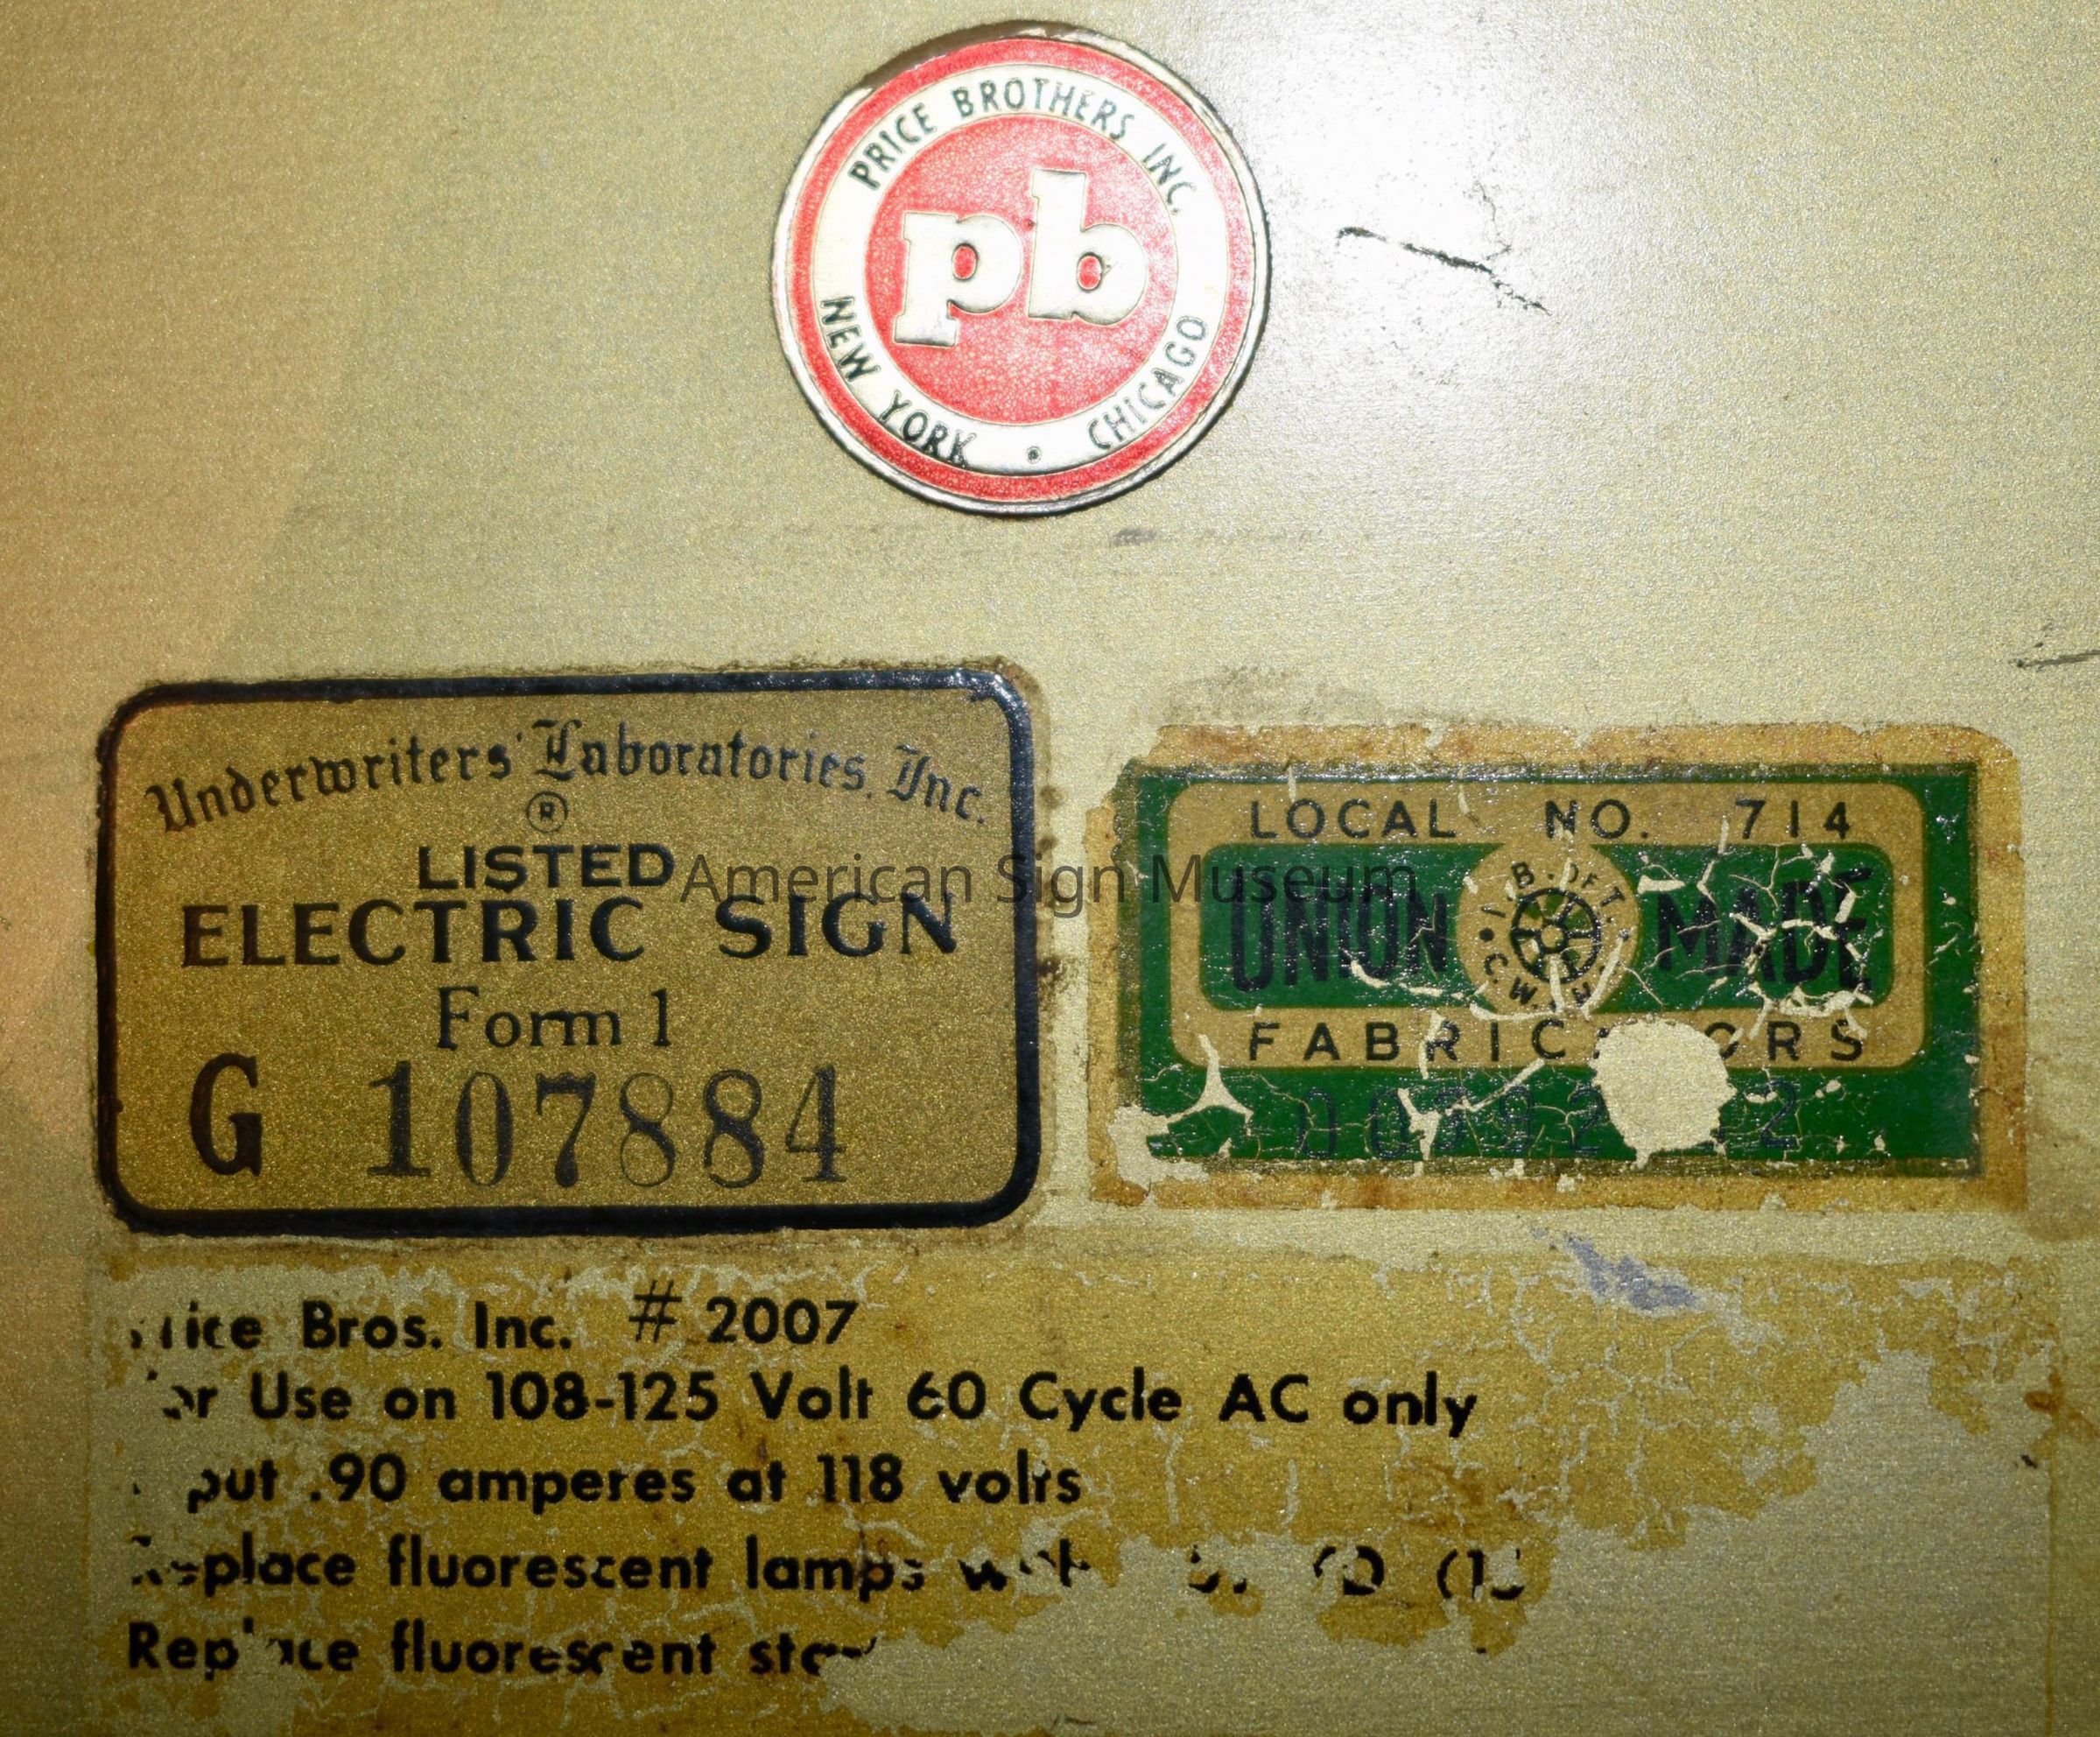 PRICE BROTHERS INC.
pb
NEW YORK • CHICAGO
Underwriters' Laboratories, Inc.
®
LISTED
ELECTRIC SIGN
Form 1
G 107884
American Sign Museum
LOCAL NO. 714
UNION MADE
I. B. OF T. C. W.
Bros. Inc. # 2007
Use on 108-125 Volt 60 Cycle AC only
.90 amperes at 118 volts
fluorescent lamps
fluorescent